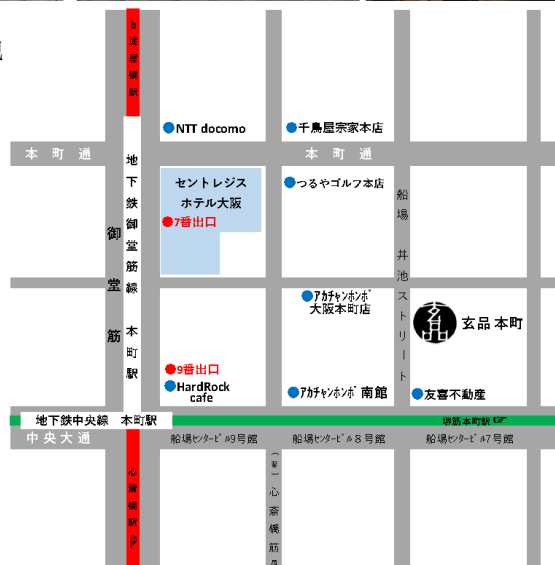 淀屋橋駅
NTT docomo
千鳥屋宗家本店
本町通
本町通
セントレジス
ホテル大阪
つるやゴルフ本店
7番出口
地下鉄御堂筋線 本町駅
御堂筋
船場 丼池ストリート
アカチャンホンポ
大阪本町店
玄品
玄品 本町
9番出口
HardRock
cafe
アカチャンホンポ 南館
友喜不動産
地下鉄中央線 本町駅
堺筋本町駅☞
中央大通
船場センタービル9号館
船場センタービル8号館
船場センタービル7号館
心斎橋駅
心斎橋筋